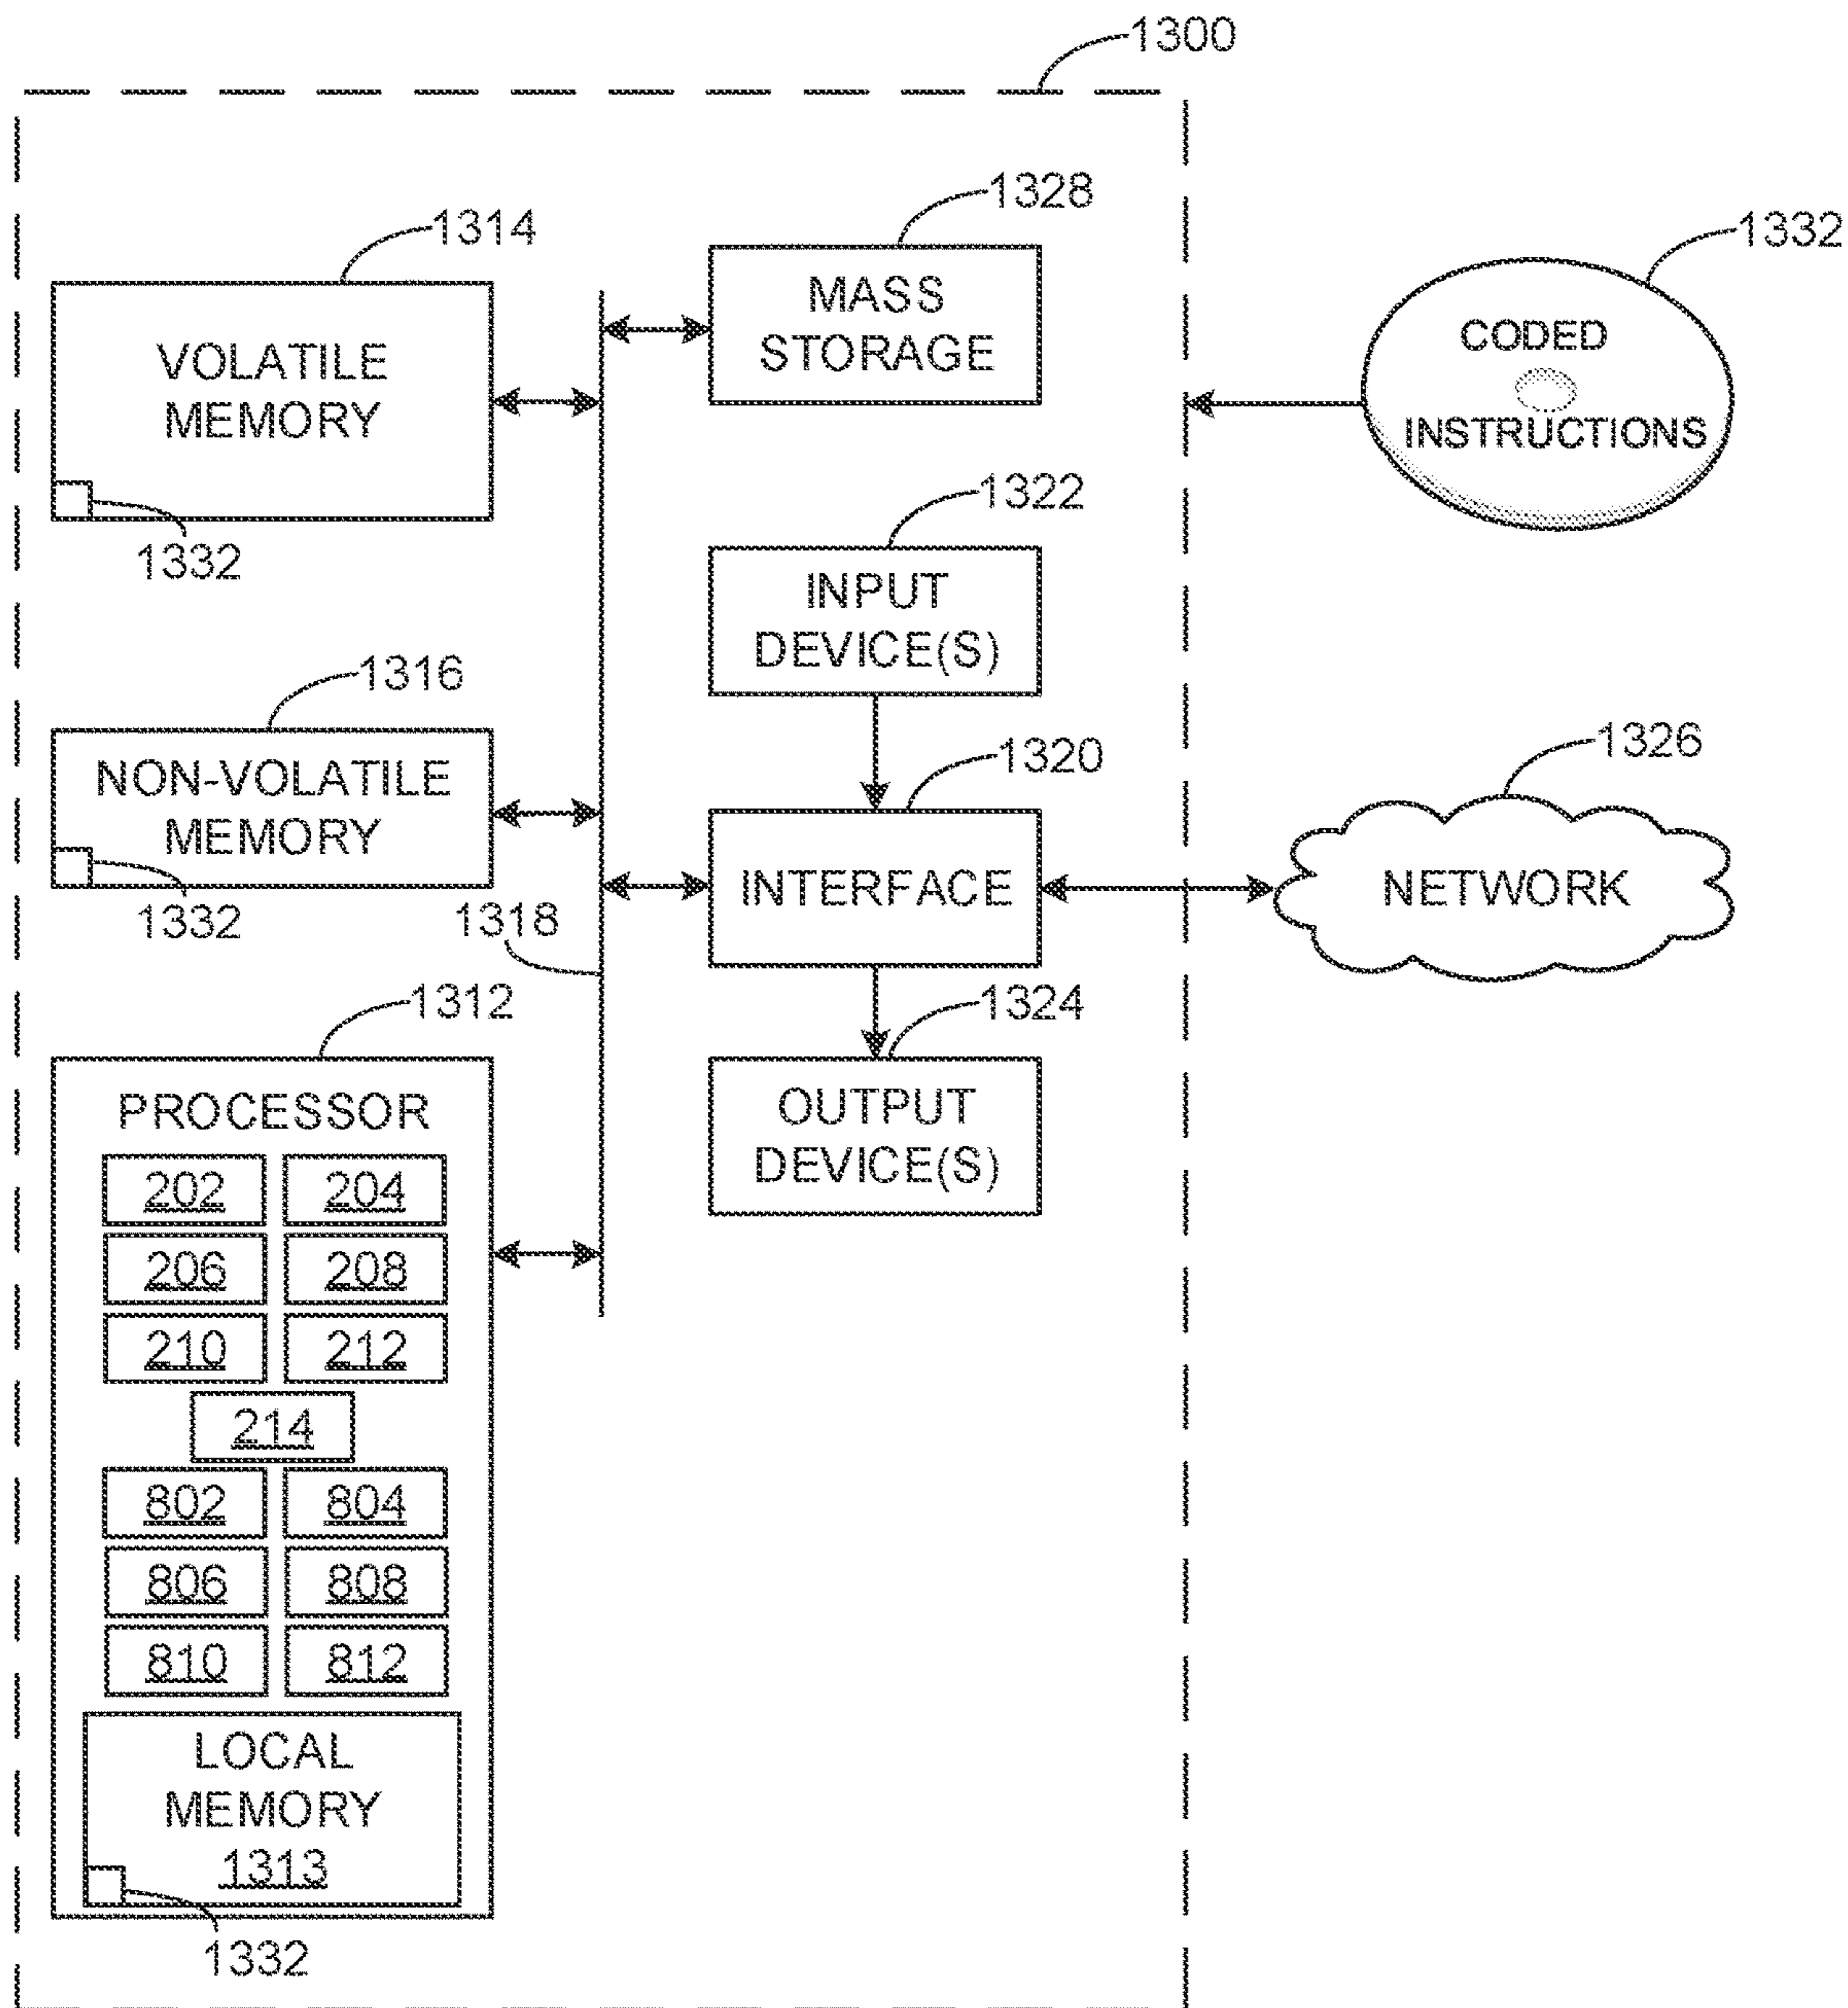 1300
1328
1314
1332
MASS
STORAGE
VOLATILE
MEMORY
CODED
INSTRUCTIONS
1332
1322
INPUT
DEVICE(S)
1316
1320
1326
NON-VOLATILE
MEMORY
1332
1318
INTERFACE
NETWORK
1312
1324
PROCESSOR
OUTPUT
DEVICE(S)
202 204
206 208
210 212
214
802 804
806 808
810 812
LOCAL
MEMORY
1313
1332